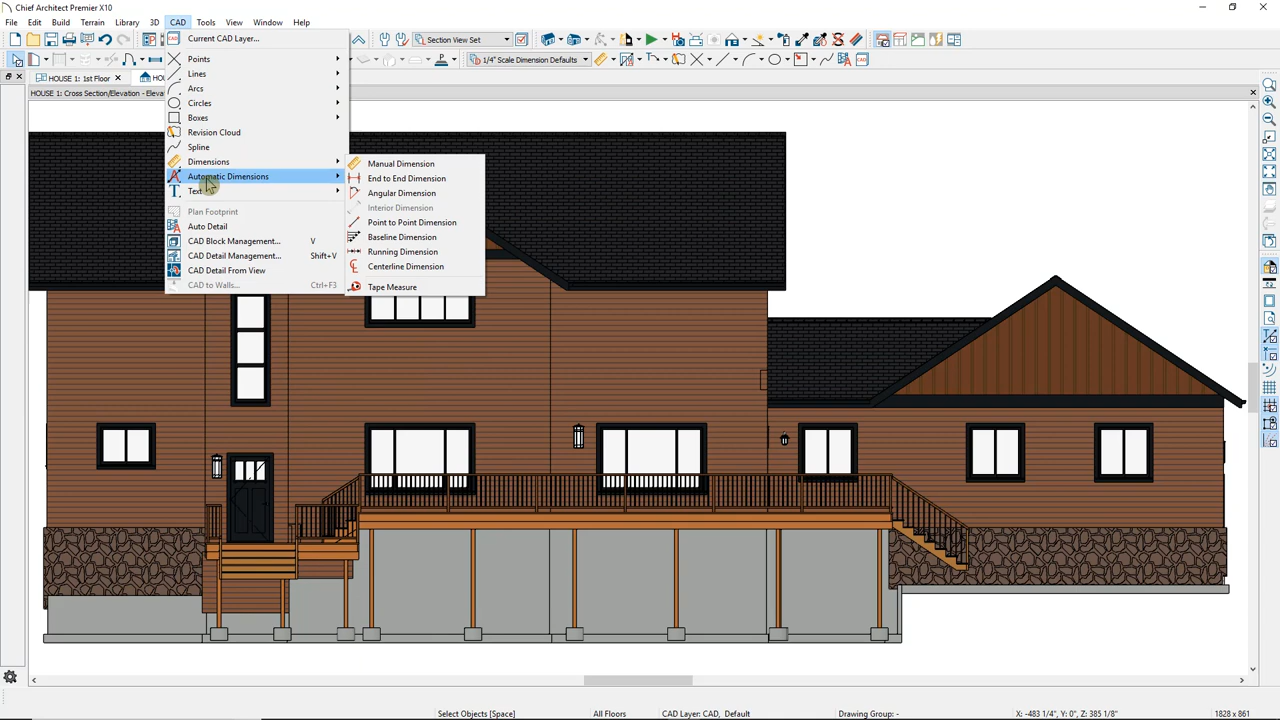 Chief Architect Premier X10
File Edit Build Terrain Library 3D CAD Tools View Window Help
Current CAD Layer...
Section View Set
Points
1/4" Scale Dimension Defaults
Lines
HOUSE 1: 1st Floor
HOU
Arcs
HOUSE 1: Cross Section/Elevation - Eleva
Circles
Boxes
Revision Cloud
Spline
Dimensions
Manual Dimension
Automatic Dimensions
End to End Dimension
Text
Angular Dimension
Interior Dimension
Plan Footprint
Point to Point Dimension
Auto Detail
Baseline Dimension
CAD Block Management... V
Running Dimension
CAD Detail Management... Shift+V
Centerline Dimension
CAD Detail From View
CAD to Walls... Ctrl+F3
Tape Measure
Select Objects [Space] All Floors CAD Layer: CAD, Default Drawing Group: - X: -483 1/4", Y: 0", Z: 385 1/8" 1828 x 861